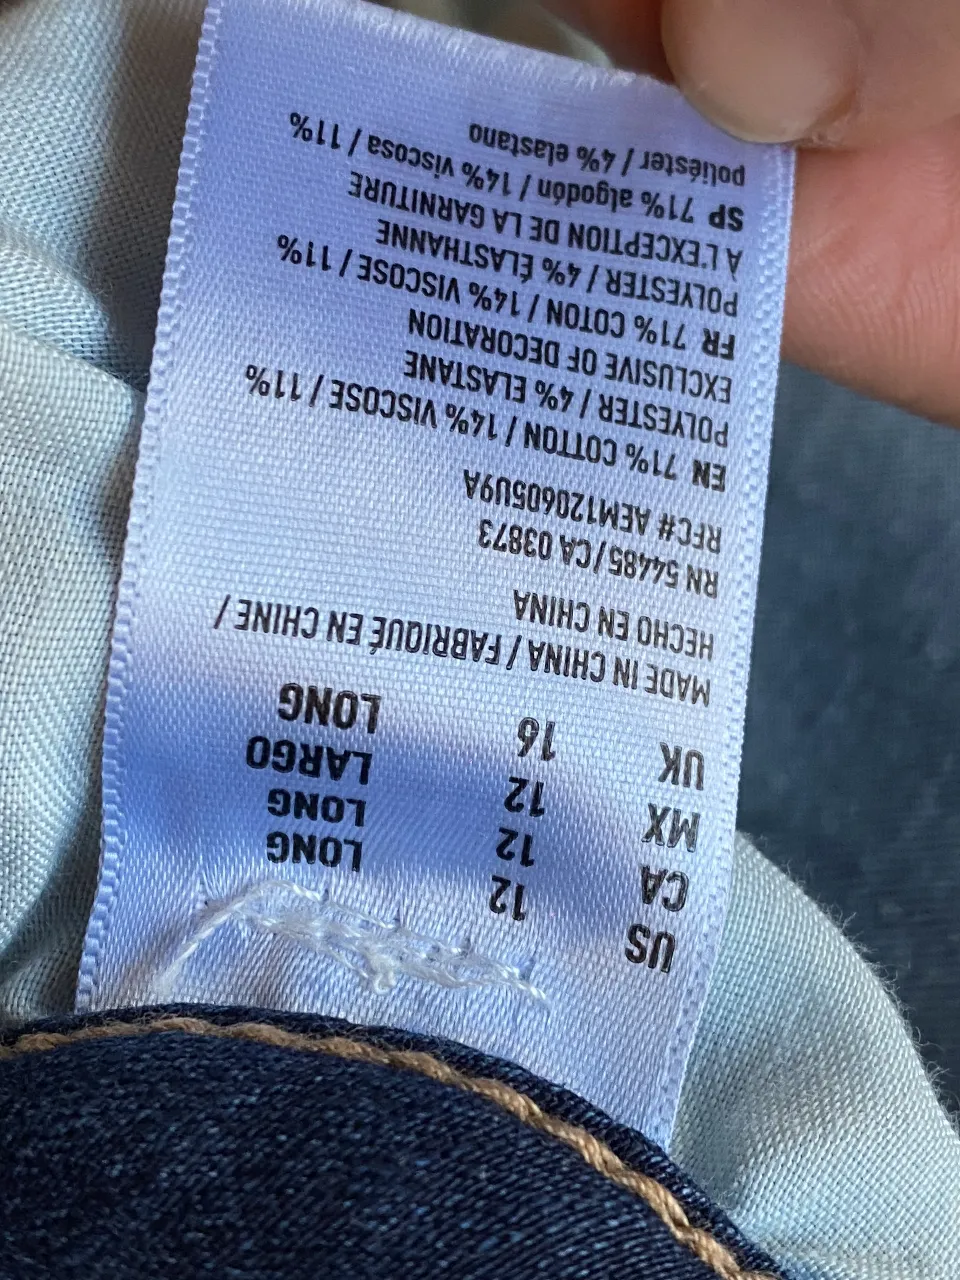 US 12 LONG
CA 12 LONG
MX 12 LARGO
UK 16 LONG
MADE IN CHINA / FABRIQUÉ EN CHINE /
HECHO EN CHINA
RN 54485/CA 03873
RFC# AEM120605U9A
EN 71% COTTON / 14% VISCOSE / 11%
POLYESTER / 4% ELASTANE
EXCLUSIVE OF DECORATION
FR 71% COTON / 14% VISCOSE / 11%
POLYESTER / 4% ÉLASTHANNE
A L'EXCEPTION DE LA GARNITURE
SP 71% algodón / 14% viscosa / 11%
poliéster / 4% elastano